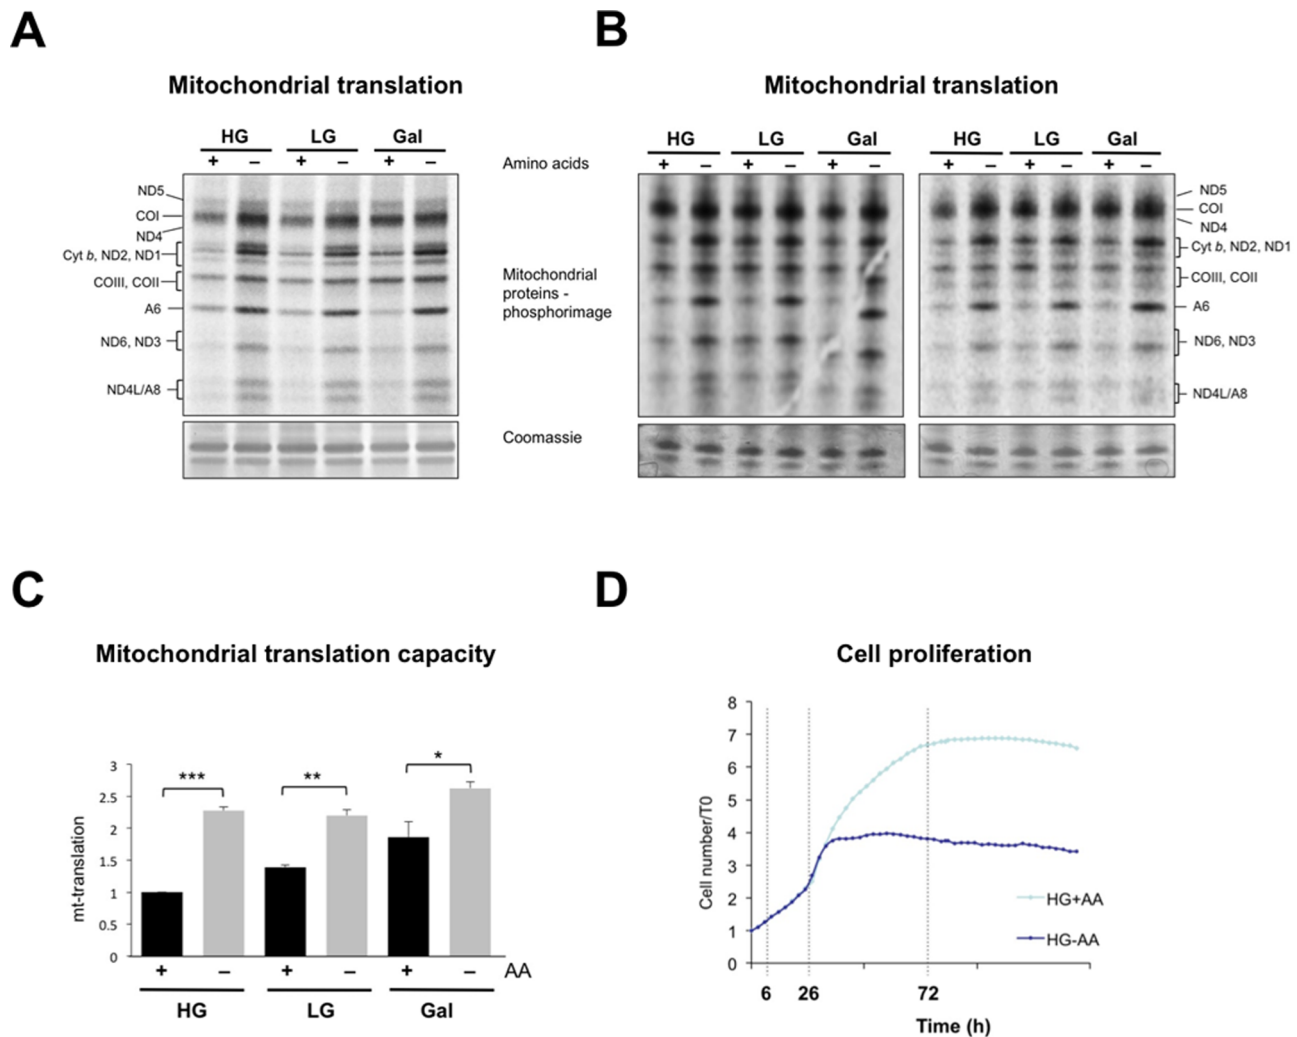 A
Mitochondrial translation
HG LG Gal
+ – + – + –
Amino acids
ND5
COI
ND4
Cyt b, ND2, ND1
COIII, COII
A6
ND6, ND3
ND4L/A8
Mitochondrial
proteins -
phosphorimage
Coomassie
B
Mitochondrial translation
HG LG Gal HG LG Gal
+ – + – + – + – + – + –
ND5
COI
ND4
Cyt b, ND2, ND1
COIII, COII
A6
ND6, ND3
ND4L/A8
C
Mitochondrial translation capacity
mt-translation
3
2.5
2
1.5
1
0.5
0
*** ** *
+ – + – + – AA
HG LG Gal
D
Cell proliferation
Cell number/T0
8
7
6
5
4
3
2
1
0
HG+AA
HG-AA
6 26 72
Time (h)